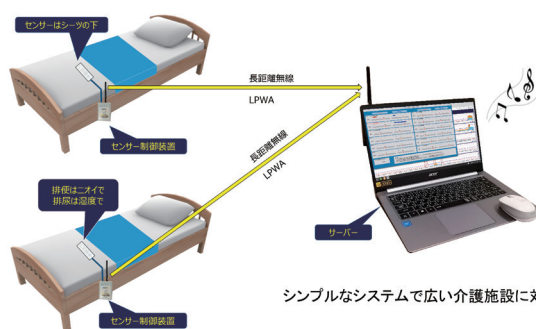 センサーはシーツの下
長距離無線
LPWA
センサー制御装置
長距離無線
LPWA
排便はニオイで
排尿は湿度で
acer
サーバー
センサー制御装置
シンプルなシステムで広い介護施設に対